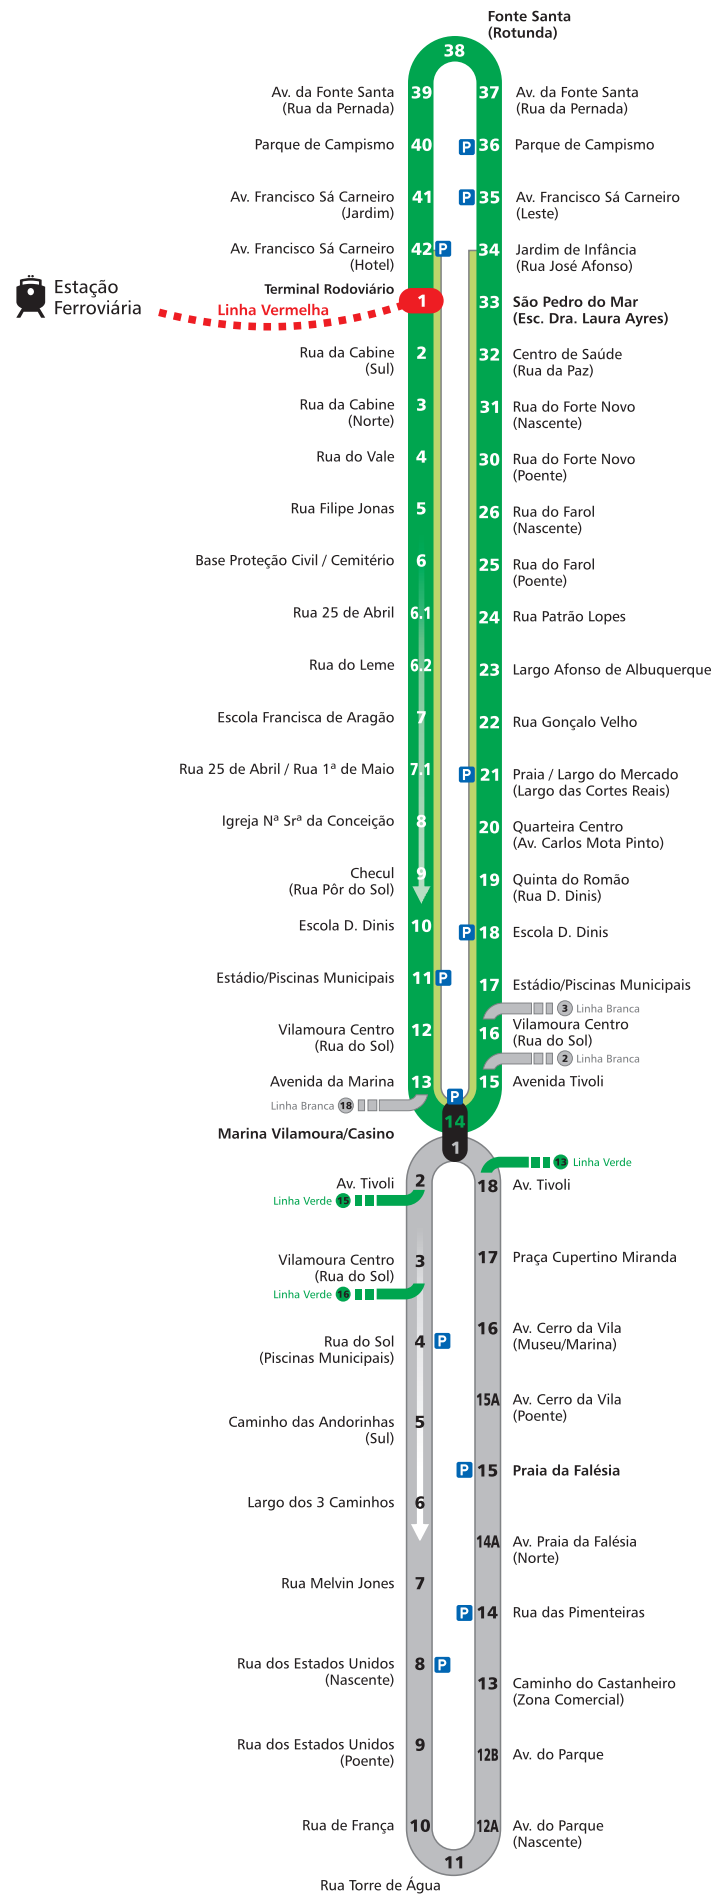 Fonte Santa
(Rotunda)
38
Av. da Fonte Santa
(Rua da Pernada)
39
37
Av. da Fonte Santa
(Rua da Pernada)
Parque de Campismo
40
P
36
Parque de Campismo
Av. Francisco Sá Carneiro
(Jardim)
41
P
35
Av. Francisco Sá Carneiro
(Leste)
Av. Francisco Sá Carneiro
(Hotel)
42
P
34
Jardim de Infância
(Rua José Afonso)
Estação
Ferroviária
Linha Vermelha
Terminal Rodoviário
1
33
São Pedro do Mar
(Esc. Dra. Laura Ayres)
Rua da Cabine
(Sul)
2
32
Centro de Saúde
(Rua da Paz)
Rua da Cabine
(Norte)
3
31
Rua do Forte Novo
(Nascente)
Rua do Vale
4
30
Rua do Forte Novo
(Poente)
Rua Filipe Jonas
5
26
Rua do Farol
(Nascente)
Base Proteção Civil / Cemitério
6
25
Rua do Farol
(Poente)
Rua 25 de Abril
6.1
24
Rua Patrão Lopes
Rua do Leme
6.2
23
Largo Afonso de Albuquerque
Escola Francisca de Aragão
7
22
Rua Gonçalo Velho
Rua 25 de Abril / Rua 1ª de Maio
7.1
P
21
Praia / Largo do Mercado
(Largo das Cortes Reais)
Igreja Nª Srª da Conceição
8
20
Quarteira Centro
(Av. Carlos Mota Pinto)
Checul
(Rua Pôr do Sol)
9
19
Quinta do Romão
(Rua D. Dinis)
Escola D. Dinis
10
P
18
Escola D. Dinis
Estádio/Piscinas Municipais
11
P
17
Estádio/Piscinas Municipais
3
Linha Branca
Vilamoura Centro
(Rua do Sol)
12
16
Vilamoura Centro
(Rua do Sol)
2
Linha Branca
Avenida da Marina
13
15
Avenida Tivoli
Linha Branca
18
P
14
Marina Vilamoura/Casino
1
13
Linha Verde
Av. Tivoli
2
18
Av. Tivoli
Linha Verde
15
Vilamoura Centro
(Rua do Sol)
3
17
Praça Cupertino Miranda
Linha Verde
16
Rua do Sol
(Piscinas Municipais)
4
P
16
Av. Cerro da Vila
(Museu/Marina)
Caminho das Andorinhas
(Sul)
5
15A
Av. Cerro da Vila
(Poente)
Largo dos 3 Caminhos
6
P
15
Praia da Falésia
14A
Av. Praia da Falésia
(Norte)
Rua Melvin Jones
7
P
14
Rua das Pimenteiras
Rua dos Estados Unidos
(Nascente)
8
P
13
Caminho do Castanheiro
(Zona Comercial)
Rua dos Estados Unidos
(Poente)
9
12B
Av. do Parque
Rua de França
10
12A
Av. do Parque
(Nascente)
11
Rua Torre de Água